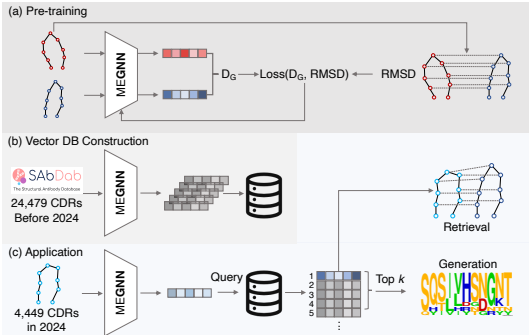 (a) Pre-training
MEGNN
D_G
Loss(D_G, RMSD)
RMSD
(b) Vector DB Construction
SAbDab
The Structural Antibody Database
24,479 CDRs
Before 2024
MEGNN
Retrieval
(c) Application
4,449 CDRs
in 2024
MEGNN
Query
1
2
3
4
5
⋮
Top k
Generation